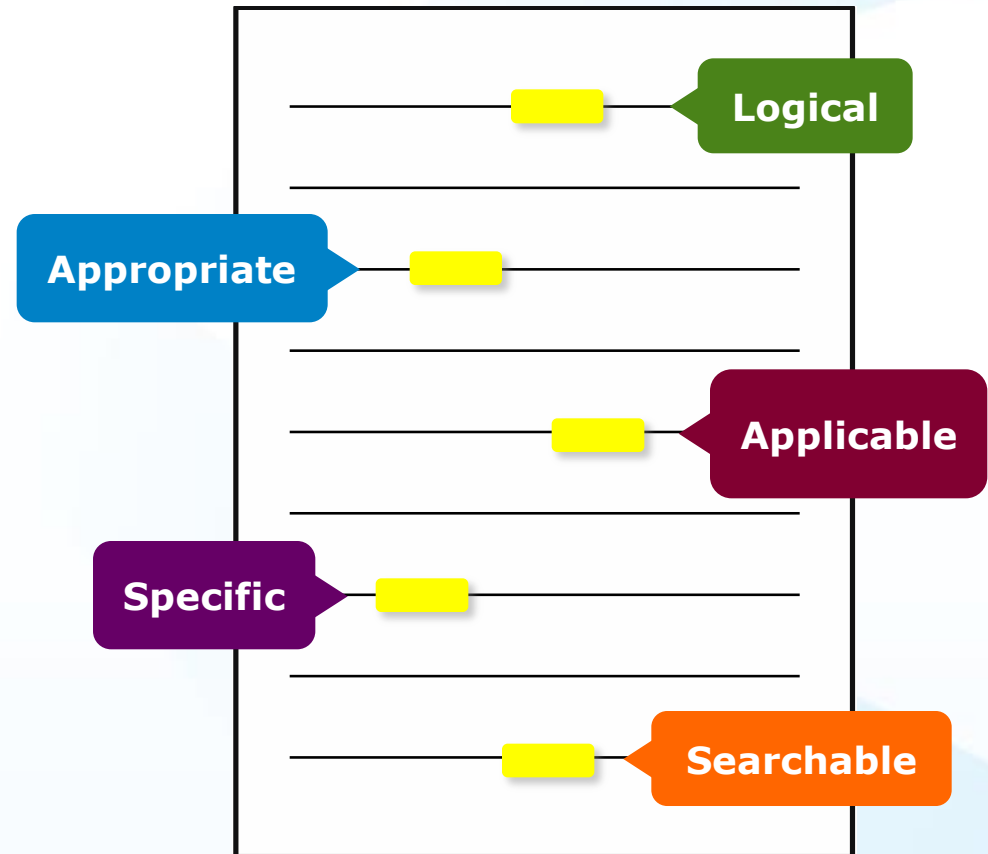 Logical
Appropriate
Applicable
Specific
Searchable